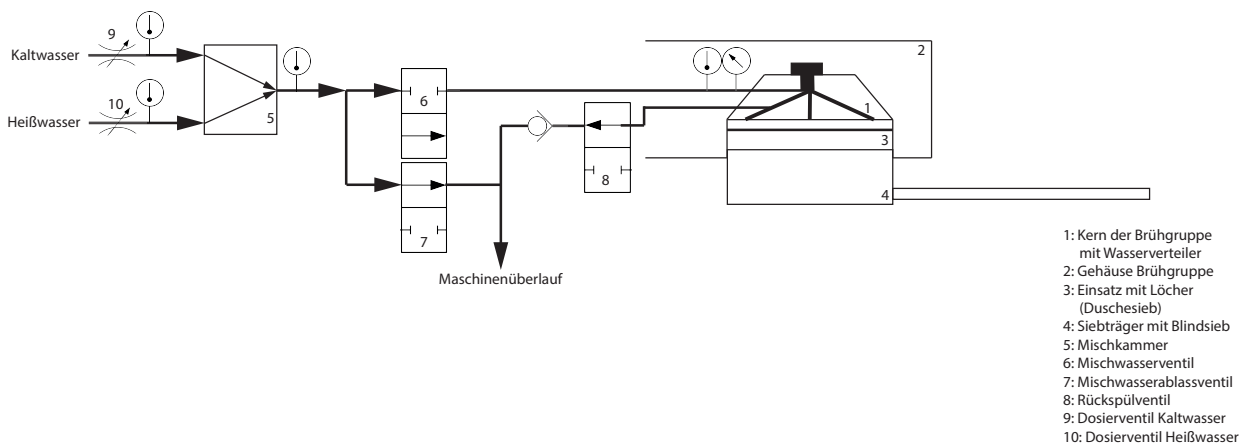 9
Kaltwasser
10
Heißwasser
5
6
7
8
2
1
3
4
Maschinenüberlauf
1: Kern der Brühgruppe
mit Wasserverteiler
2: Gehäuse Brühgruppe
3: Einsatz mit Löcher
(Duschesieb)
4: Siebträger mit Blindsieb
5: Mischkammer
6: Mischwasserventil
7: Mischwasserablassventil
8: Rückspülventil
9: Dosierventil Kaltwasser
10: Dosierventil Heißwasser